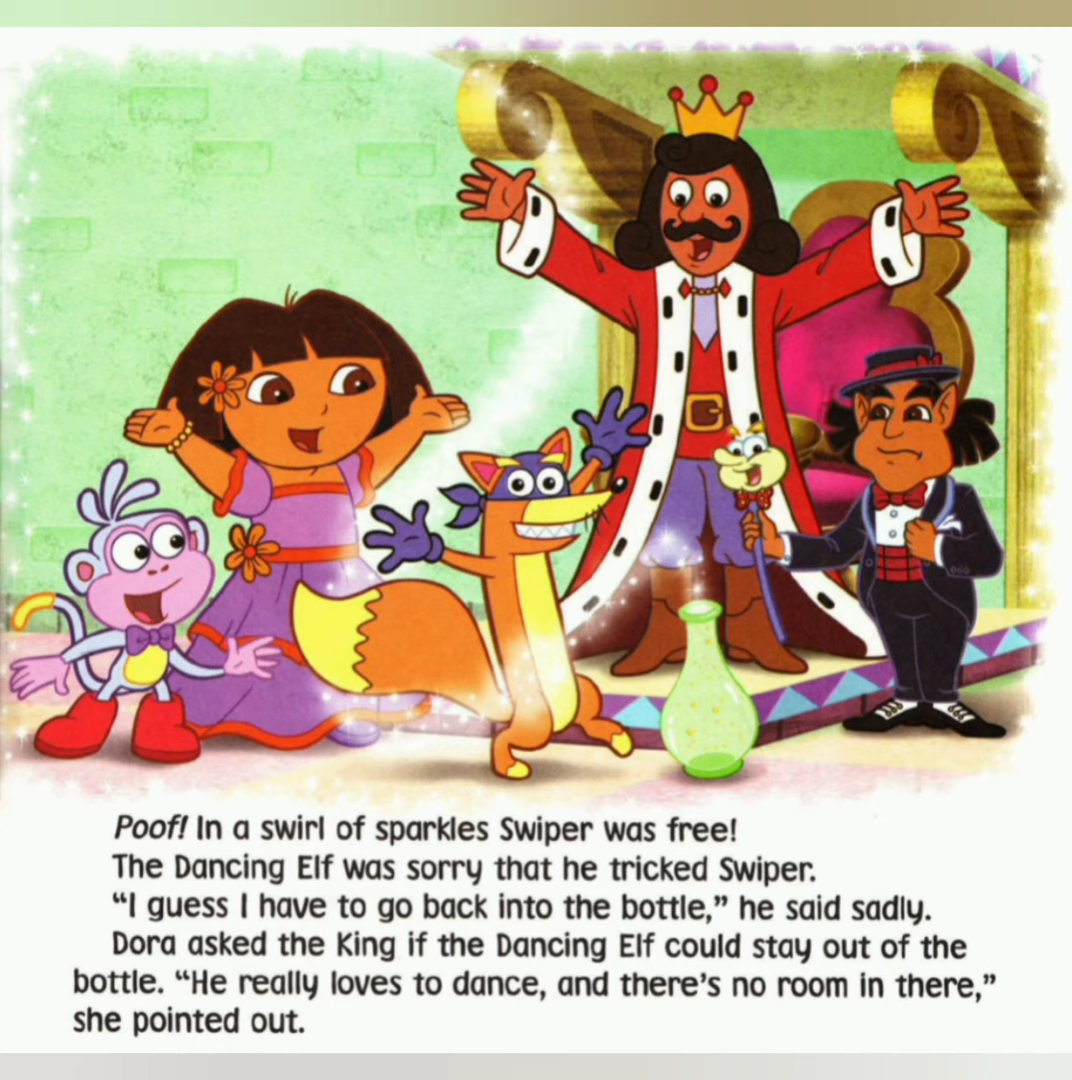 Poof! In a swirl of sparkles Swiper was free!
The Dancing Elf was sorry that he tricked Swiper.
“I guess I have to go back into the bottle,” he said sadly.
Dora asked the King if the Dancing Elf could stay out of the
bottle. “He really loves to dance, and there’s no room in there,”
she pointed out.